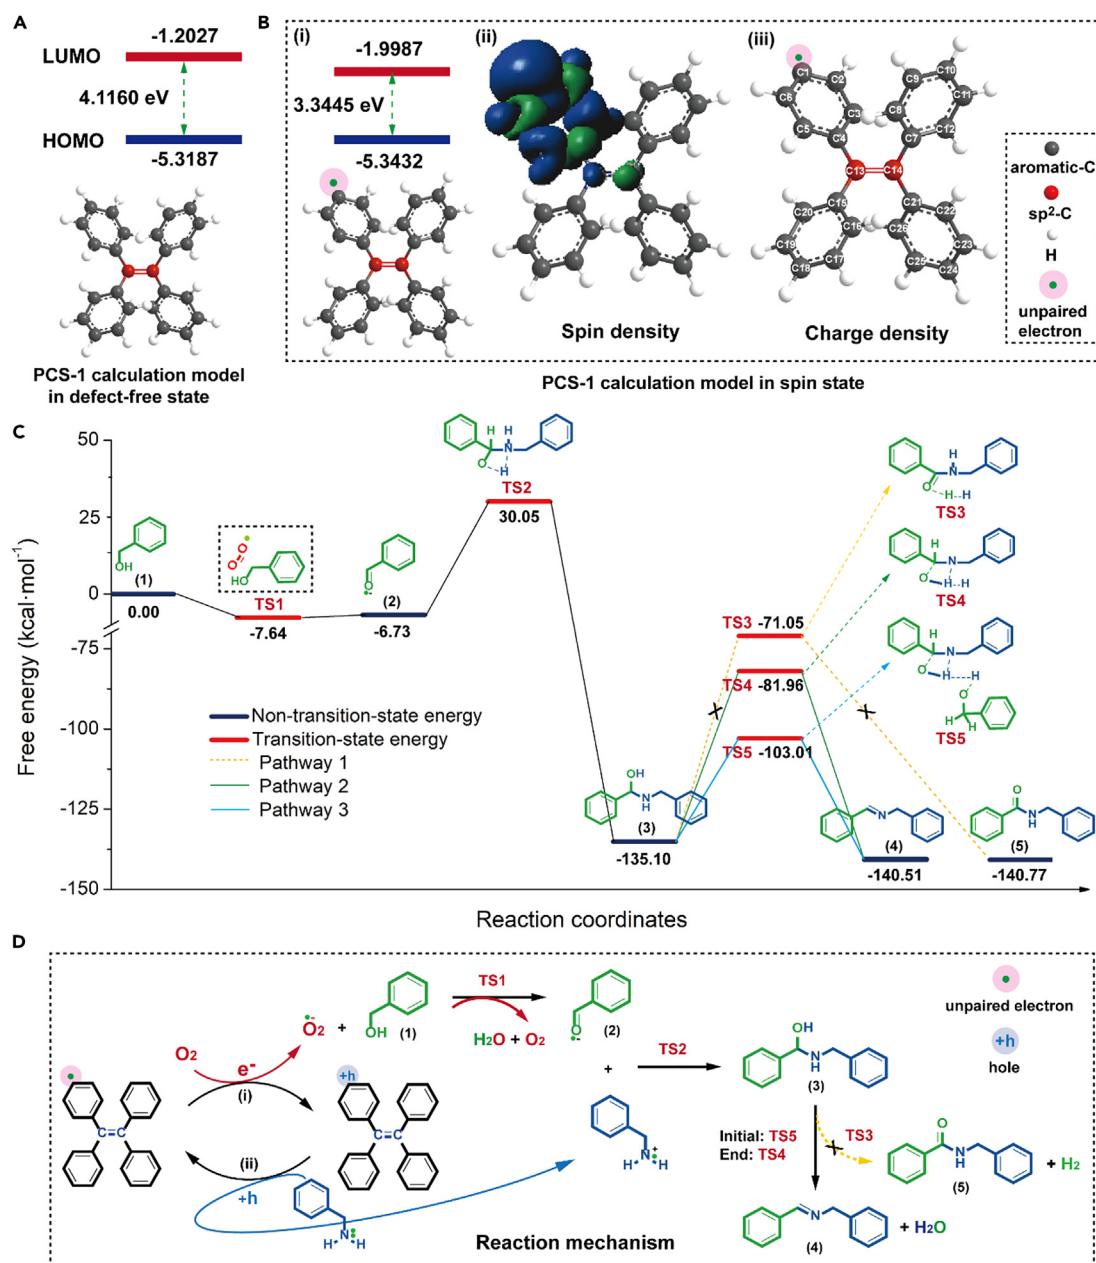 A
LUMO
-1.2027
4.1160 eV
HOMO
-5.3187
PCS-1 calculation model
in defect-free state
B
(i)
-1.9987
3.3445 eV
-5.3432
(ii)
Spin density
(iii)
C1
C2
C3
C4
C5
C6
C7
C8
C9
C10
C11
C12
C13
C14
C15
C16
C17
C18
C19
C20
C21
C22
C23
C24
C25
C26
Charge density
aromatic-C
sp²-C
H
unpaired
electron
PCS-1 calculation model in spin state
C
Free energy (kcal·mol⁻¹)
50
25
0
-75
-100
-125
-150
OH
(1)
0.00
O=O
HO
TS1
-7.64
O
(2)
-6.73
H H
N
O H
TS2
30.05
OH
N
H
(3)
-135.10
TS3 -71.05
TS4 -81.96
TS5 -103.01
H
N
O
H H
TS3
H
N
O H H
TS4
H
N
O H H
O
H H
TS5
N
(4)
-140.51
O
N
H
(5)
-140.77
Non-transition-state energy
Transition-state energy
Pathway 1
Pathway 2
Pathway 3
Reaction coordinates
D
O2
e-
(i)
C=C
+h
C=C
(ii)
+h
N
H H
O2
+
OH
(1)
TS1
H2O + O2
O
(2)
+
N
H H
TS2
OH
N
H
(3)
Initial: TS5
End: TS4
TS3
O
N
H
(5)
+ H2
N
(4)
+ H2O
unpaired electron
+h
hole
Reaction mechanism